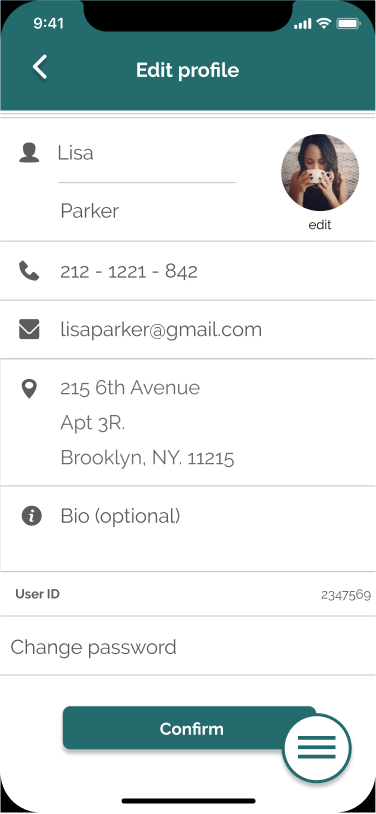 9:41
Edit profile
Lisa
Parker
edit
212 - 1221 - 842
lisaparker@gmail.com
215 6th Avenue
Apt 3R.
Brooklyn, NY. 11215
Bio (optional)
User ID 2347569
Change password
Confirm